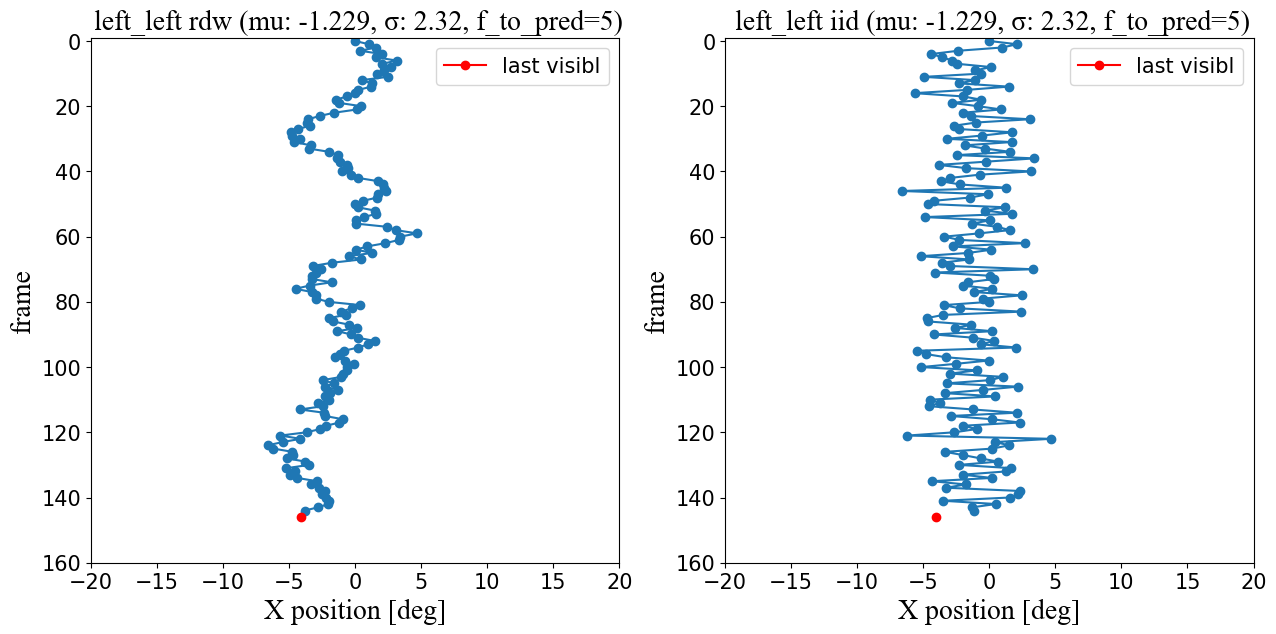 left_left rdw (mu: -1.229, σ: 2.32, f_to_pred=5)
last visibl
0
20
40
60
80
100
120
140
160
frame
−20 −15 −10 −5 0 5 10 15 20
X position [deg]
left_left iid (mu: -1.229, σ: 2.32, f_to_pred=5)
last visibl
0
20
40
60
80
100
120
140
160
frame
−20 −15 −10 −5 0 5 10 15 20
X position [deg]